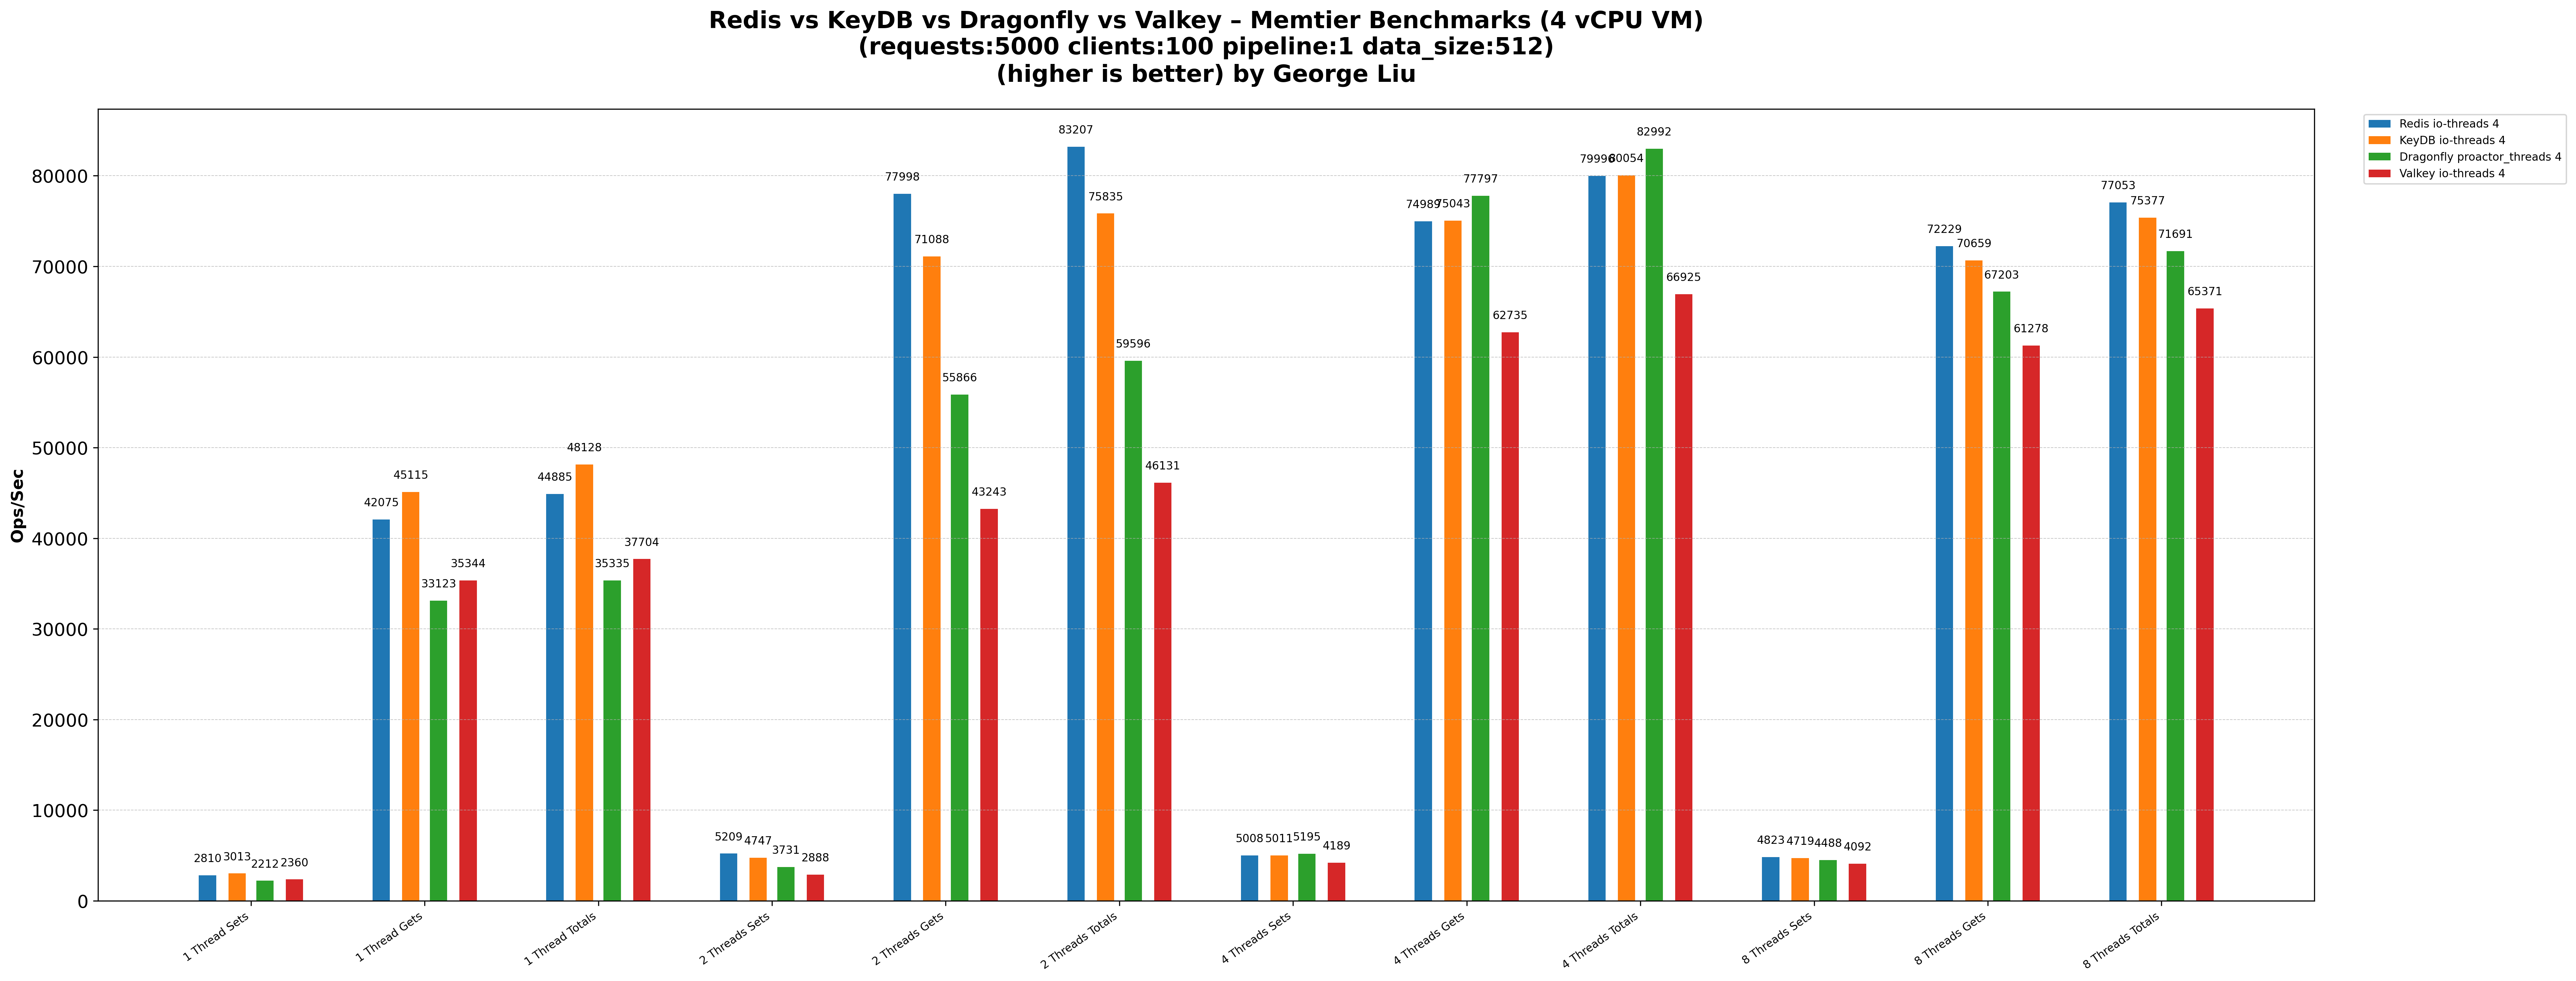 Redis vs KeyDB vs Dragonfly vs Valkey – Memtier Benchmarks (4 vCPU VM)
(requests:5000 clients:100 pipeline:1 data_size:512)
(higher is better) by George Liu
Redis io-threads 4
KeyDB io-threads 4
Dragonfly proactor_threads 4
Valkey io-threads 4
Ops/Sec
80000
70000
60000
50000
40000
30000
20000
10000
0
2810 3013 2212 2360
42075 45115 33123 35344
44885 48128 35335 37704
5209 4747 3731 2888
77998 71088 55866 43243
83207 75835 59596 46131
5008 5011 5195 4189
74989 75043 77797 62735
79996 80054 82992 66925
4823 4719 4488 4092
72229 70659 67203 61278
77053 75377 71691 65371
1 Thread Sets
1 Thread Gets
1 Thread Totals
2 Threads Sets
2 Threads Gets
2 Threads Totals
4 Threads Sets
4 Threads Gets
4 Threads Totals
8 Threads Sets
8 Threads Gets
8 Threads Totals